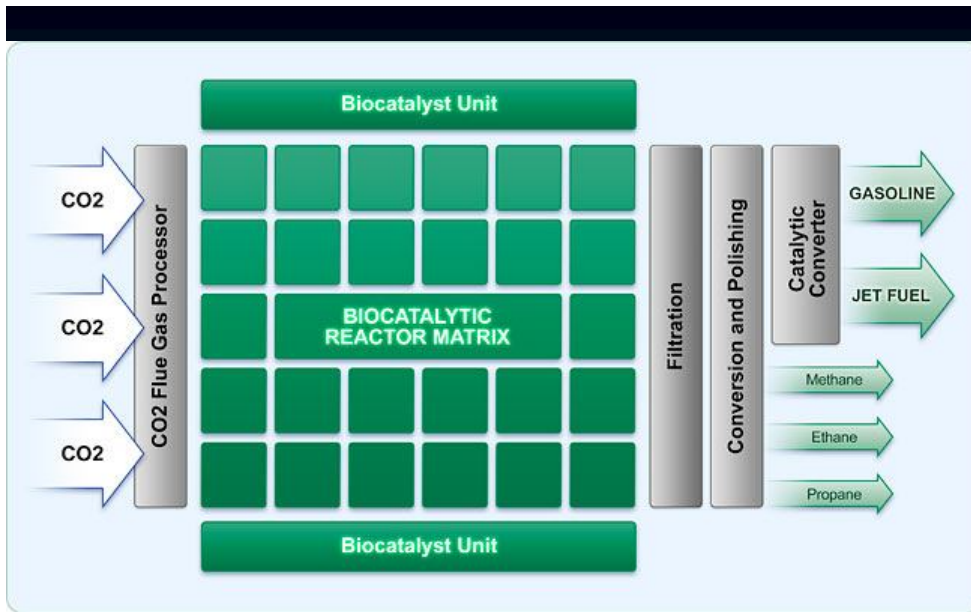 Biocatalyst Unit
CO2
CO2
CO2
CO2 Flue Gas Processor
BIOCATALYTIC
REACTOR MATRIX
Biocatalyst Unit
Filtration
Conversion and Polishing
Catalytic
Converter
GASOLINE
JET FUEL
Methane
Ethane
Propane